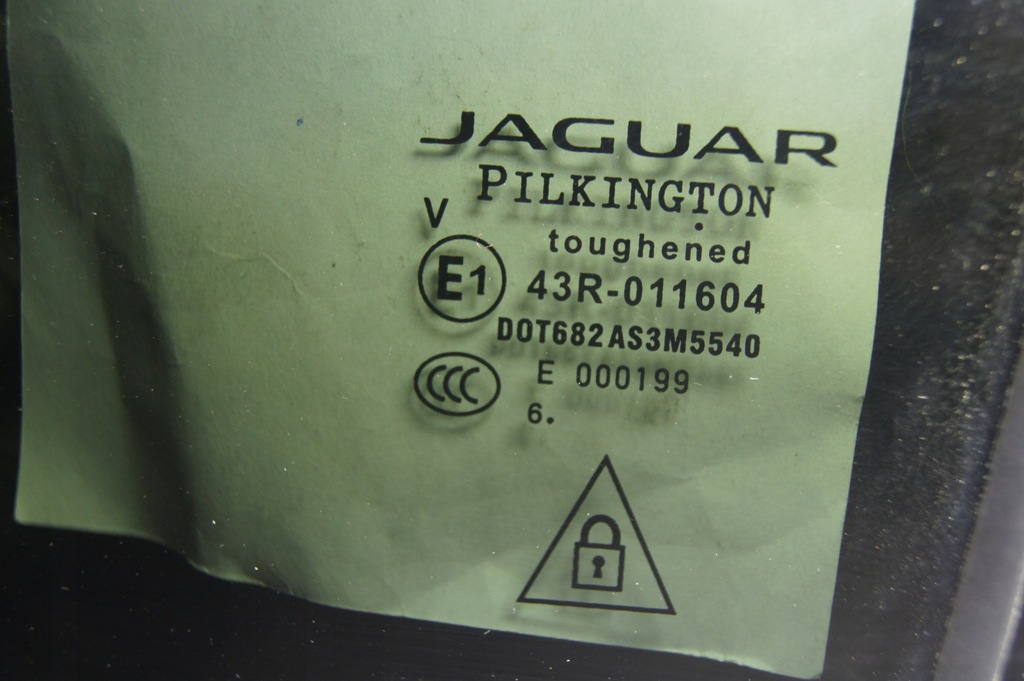 JAGUAR
PILKINGTON
V
toughened
E1 43R-011604
DOT682AS3M5540
CCC E 000199
6.